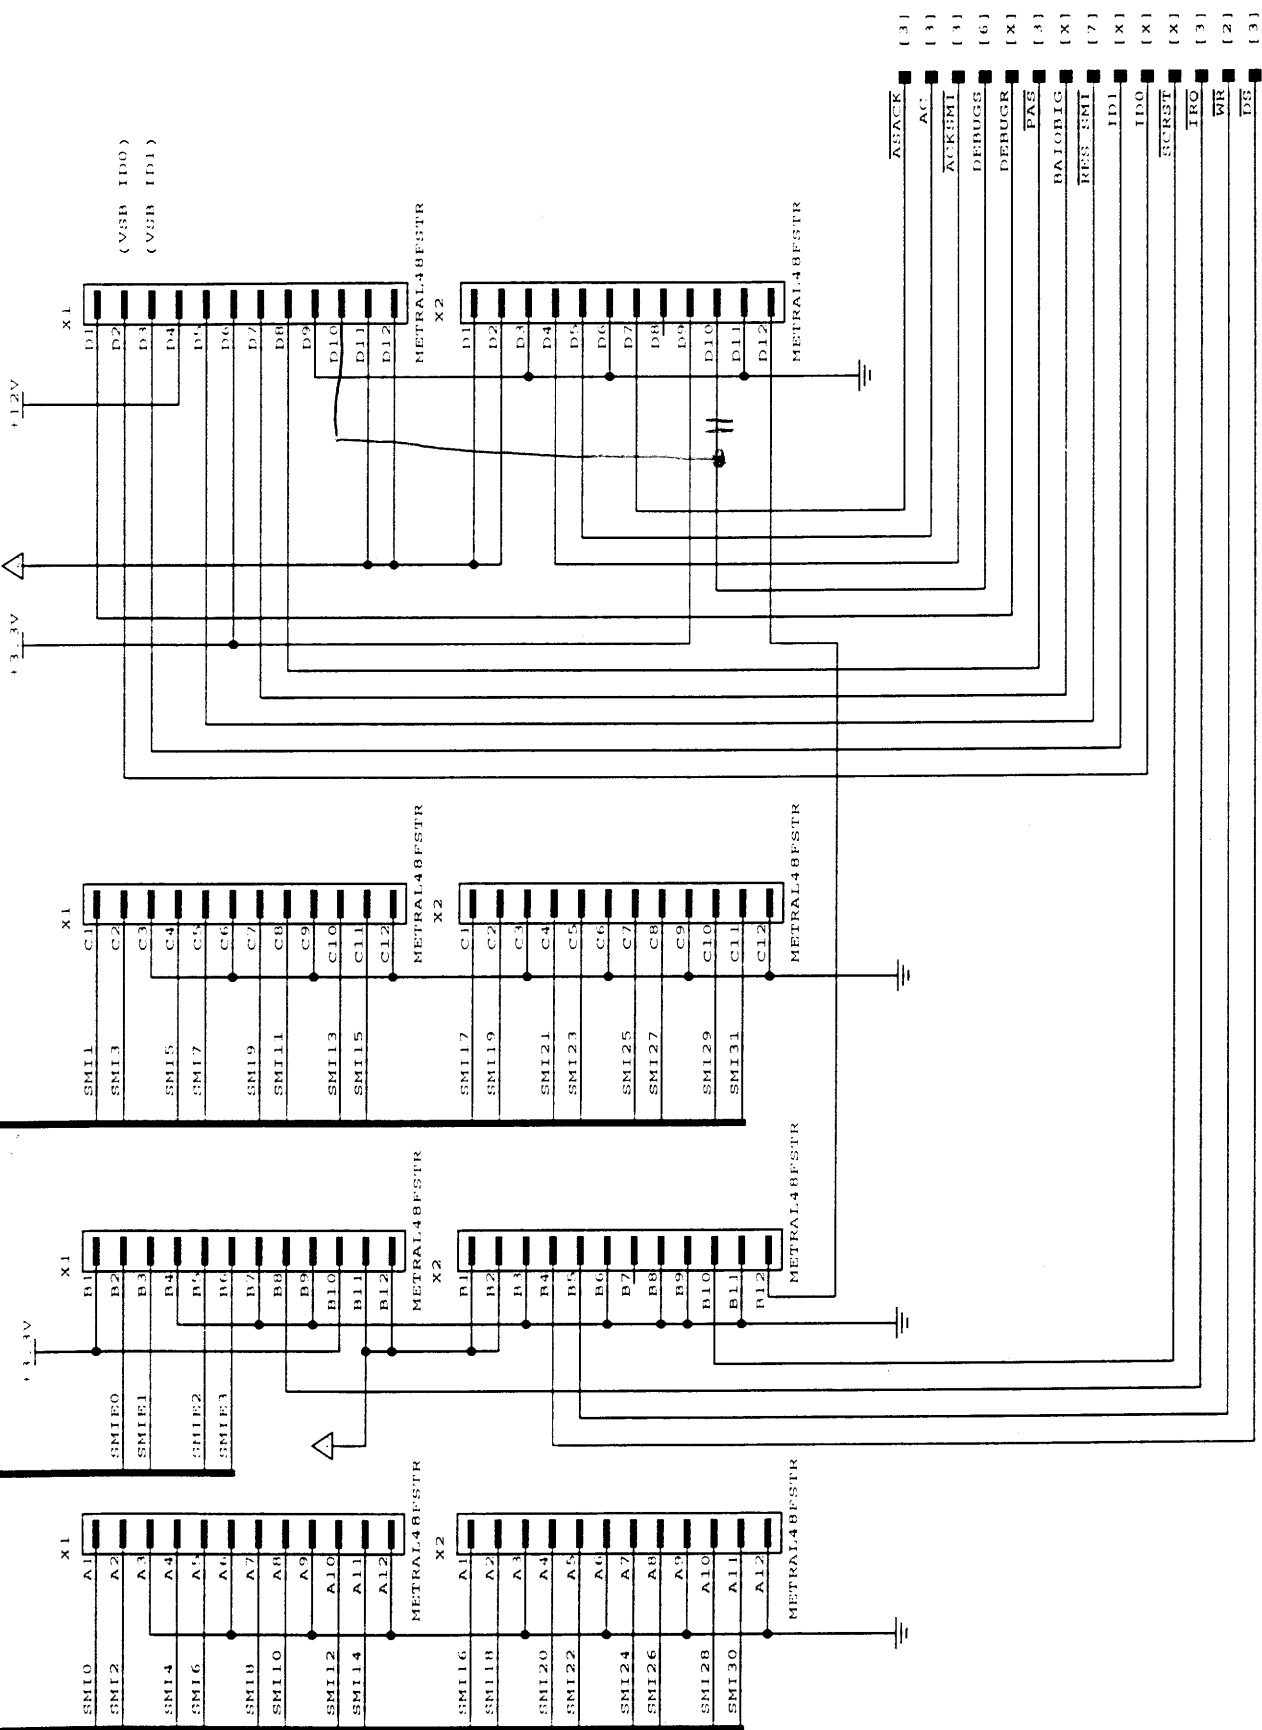 [3] ASACK
[3] AC
[3] ACKSMI
[6] DEBUGS
[X] DEBUGR
[3] PAS
[X] BAIOBIG
[7] RES SMI
[X] ID1
[X] ID0
[X] SCRST
[3] IRQ
[2] WR
[3] DS
(VSB ID0)
(VSB ID1)
X1
D1
D2
D3
D4
D5
D6
D7
D8
D9
D10
D11
D12
METRAL48FSTR
X2
D1
D2
D3
D4
D5
D6
D7
D8
D9
D10
D11
D12
METRAL48FSTR
+12V
+3.3V
X1
C1 SMI1
C2 SMI3
C3
C4 SMI5
C5 SMI7
C6
C7 SMI9
C8 SMI11
C9
C10 SMI13
C11 SMI15
C12
METRAL48FSTR
X2
C1 SMI17
C2 SMI19
C3
C4 SMI21
C5 SMI23
C6
C7 SMI25
C8 SMI27
C9
C10 SMI29
C11 SMI31
C12
METRAL48FSTR
X1
B1
B2 SMIE0
B3 SMIE1
B4
B5 SMIE2
B6 SMIE3
B7
B8
B9
B10
B11
B12
METRAL48FSTR
X2
B1
B2
B3
B4
B5
B6
B7
B8
B9
B10
B11
B12
METRAL48FSTR
+3.3V
X1
A1 SMI0
A2 SMI2
A3
A4 SMI4
A5 SMI6
A6
A7 SMI8
A8 SMI10
A9
A10 SMI12
A11 SMI14
A12
METRAL48FSTR
X2
A1 SMI16
A2 SMI18
A3
A4 SMI20
A5 SMI22
A6
A7 SMI24
A8 SMI26
A9
A10 SMI28
A11 SMI30
A12
METRAL48FSTR